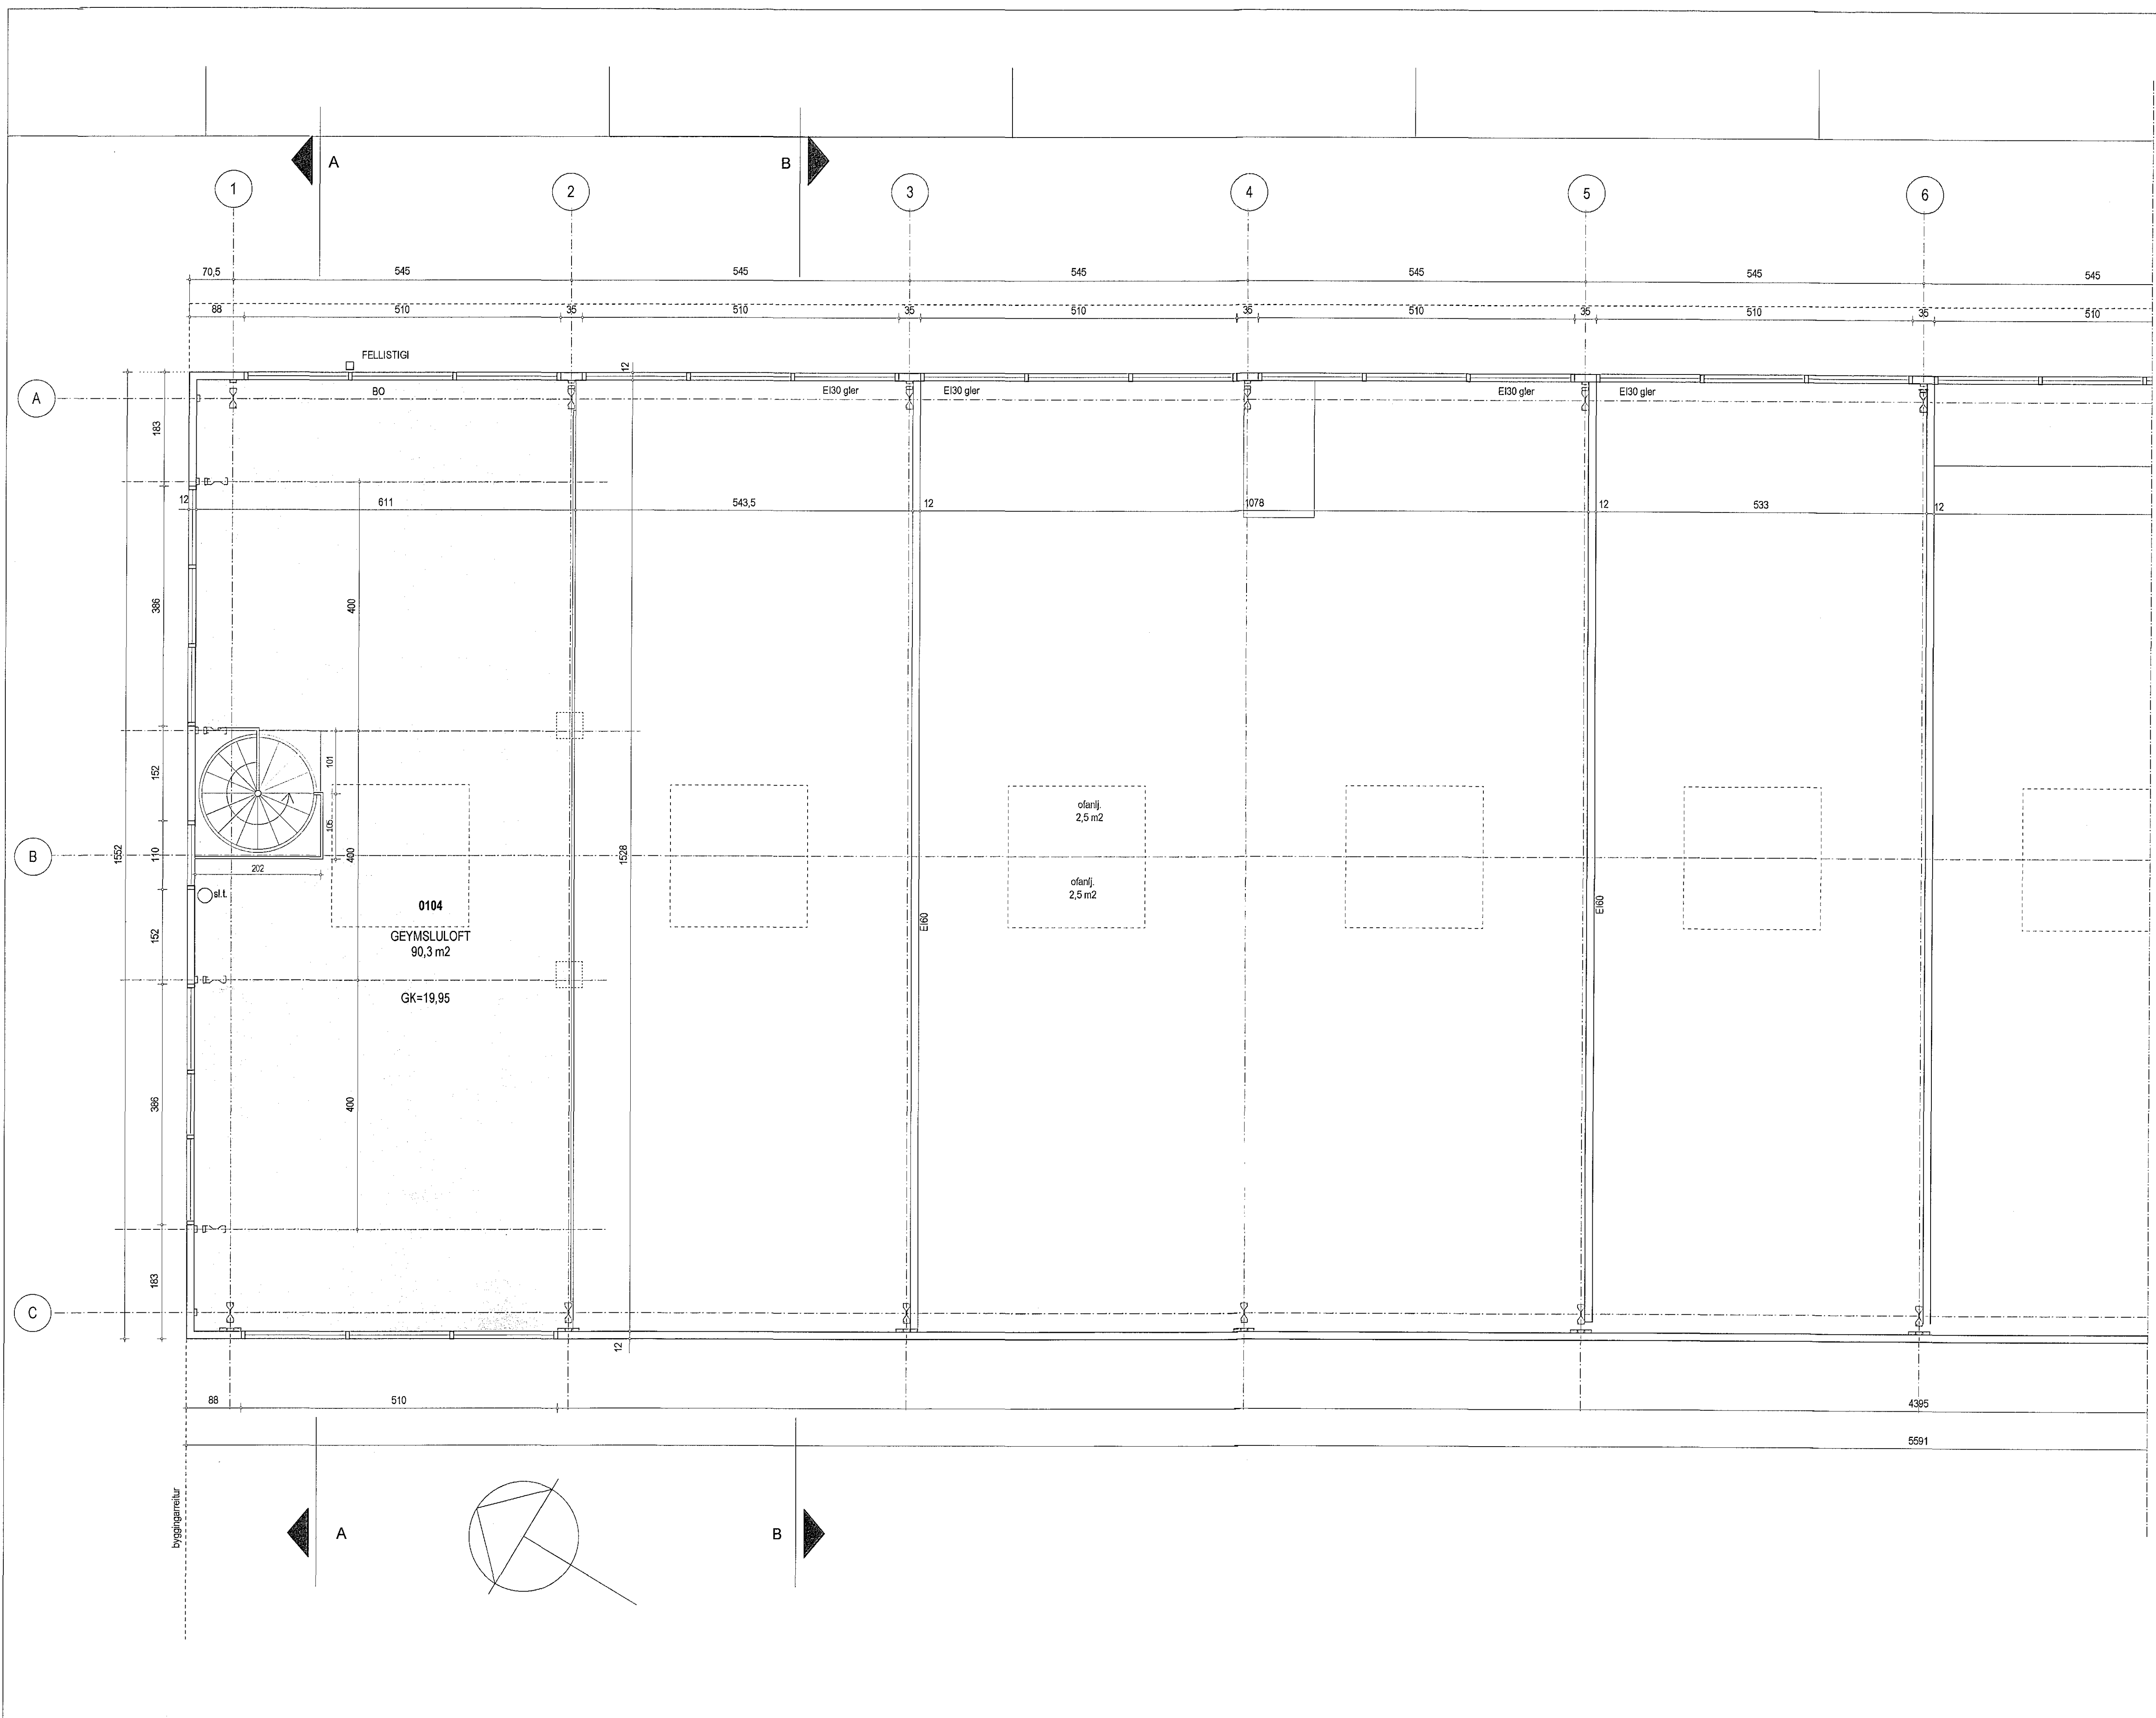 A B
1 2 3 4 5 6
70,5 545 545 545 545 545 545
88 510 35 510 35 510 35 510 35 510 35 510
FELLISTIGI 12
A BO EI30 gler EI30 gler EI30 gler EI30 gler
183
12 611 543,5 12 1078 12 533 12
386 400
152 101
ofanlj.
2,5 m2
105
B 1552 110 400 1528
202
ofanlj.
2,5 m2
sl.t.
0104 EI60 EI60
152 GEYMSLULOFT
90,3 m2
GK=19,95
386 400
183
C
12
88 510 4395
5591
byggingarreitur
A B